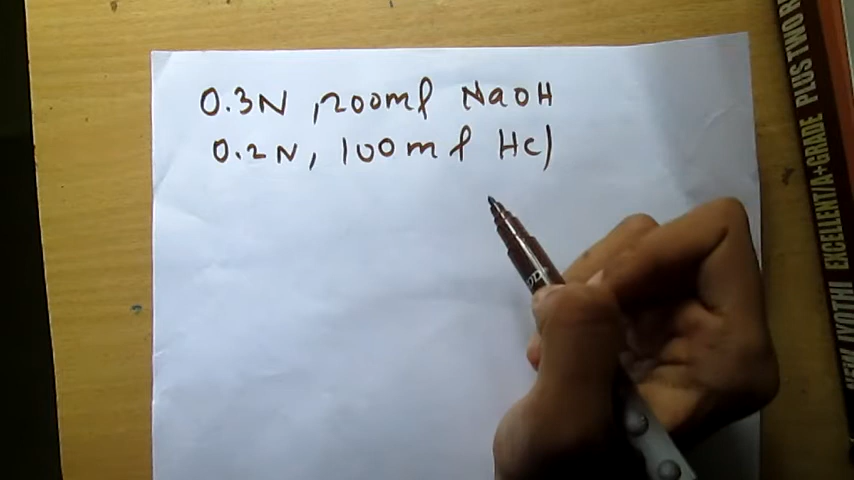 0.3N, 200ml NaOH
0.2N, 100ml HCl
NEW JYOTHI EXCELLENT/A+GRADE PLUS TWO